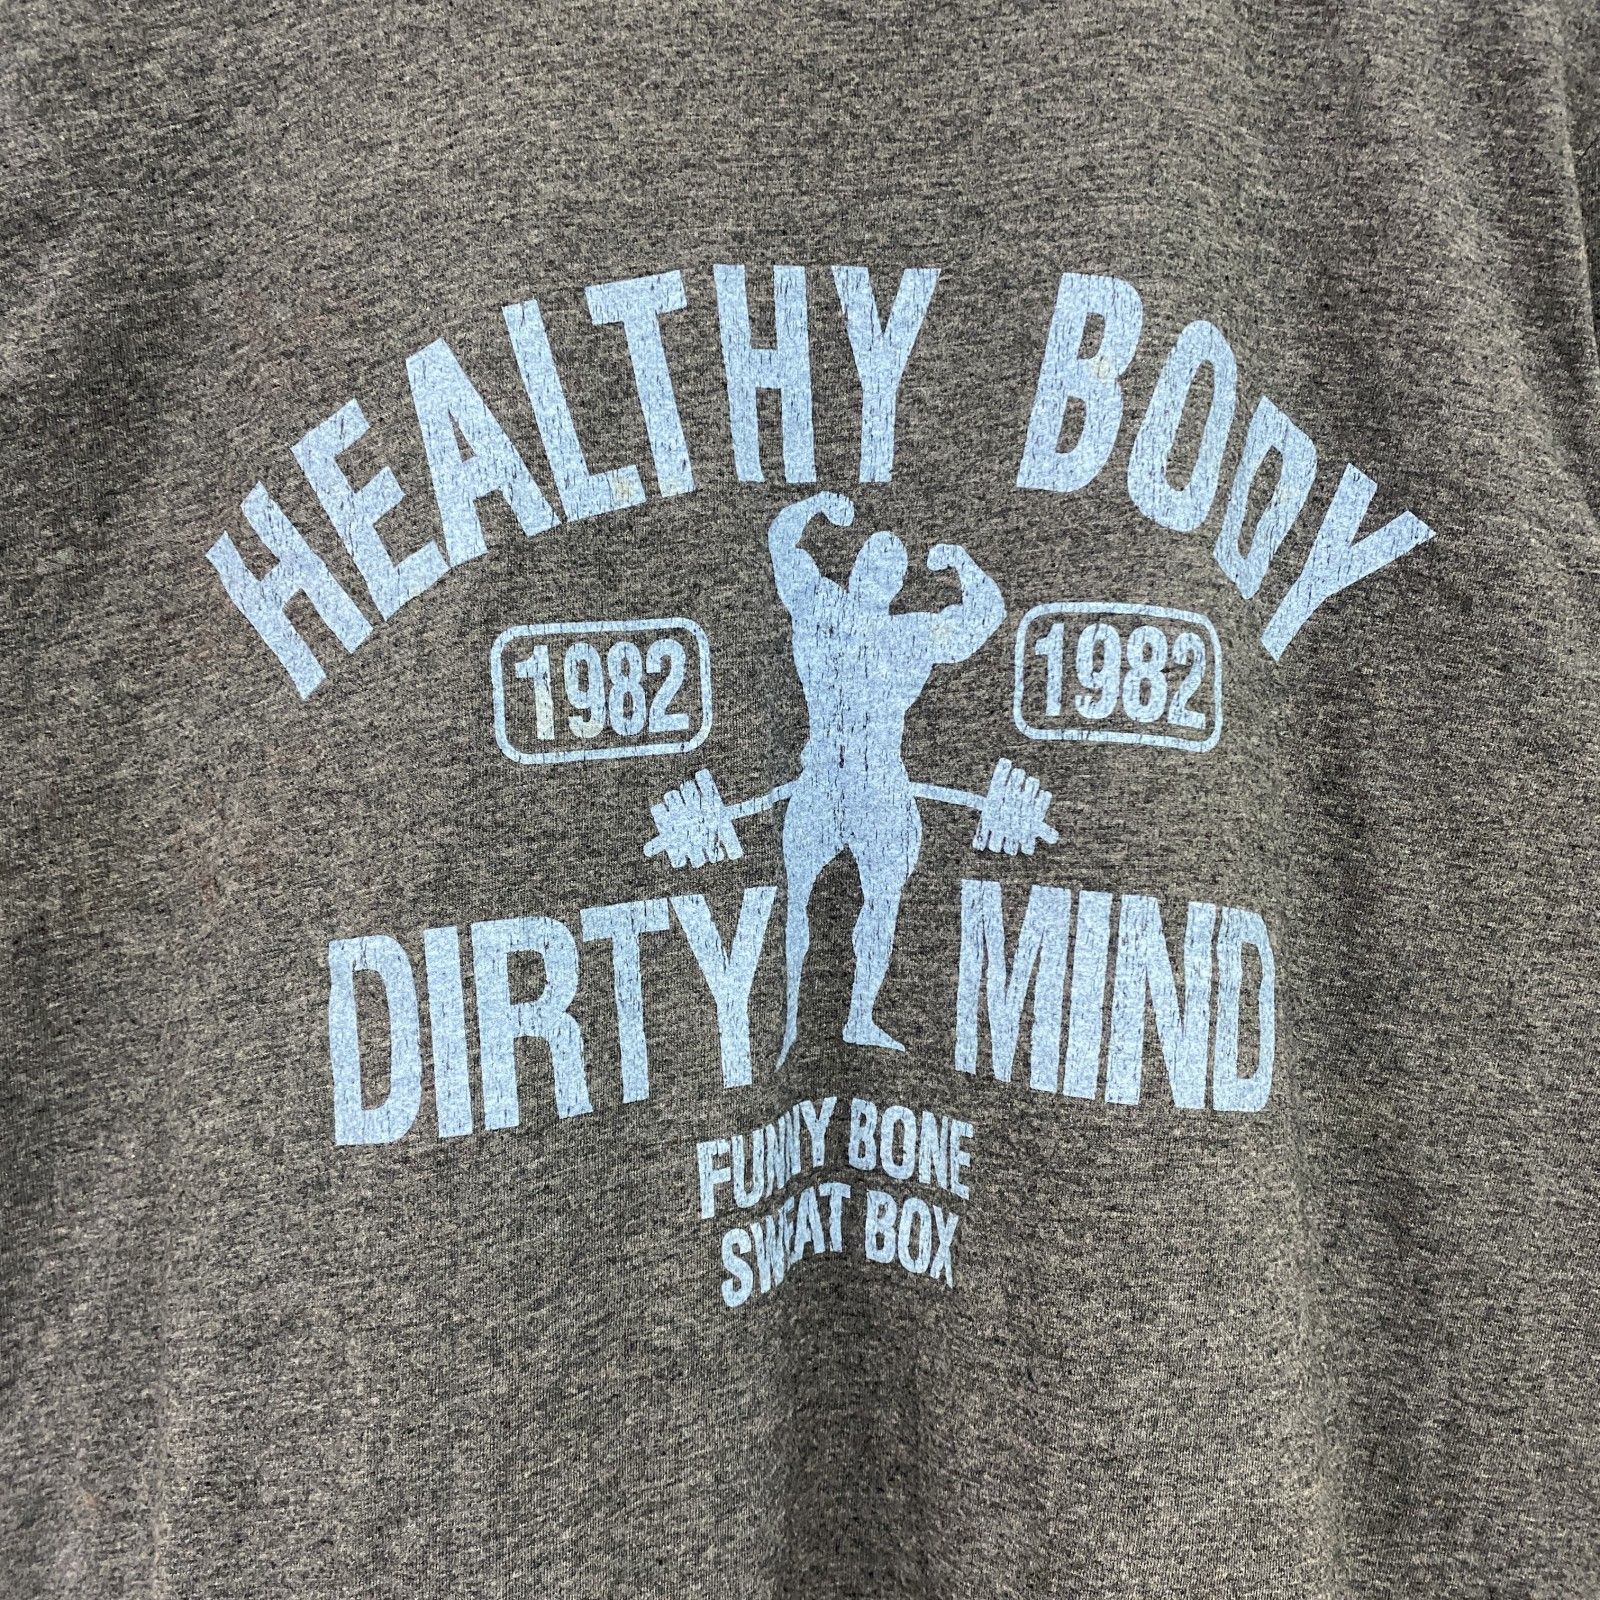 HEALTHY BODY
1982 1982
DIRTY MIND
FUNNY BONE
SWEAT BOX